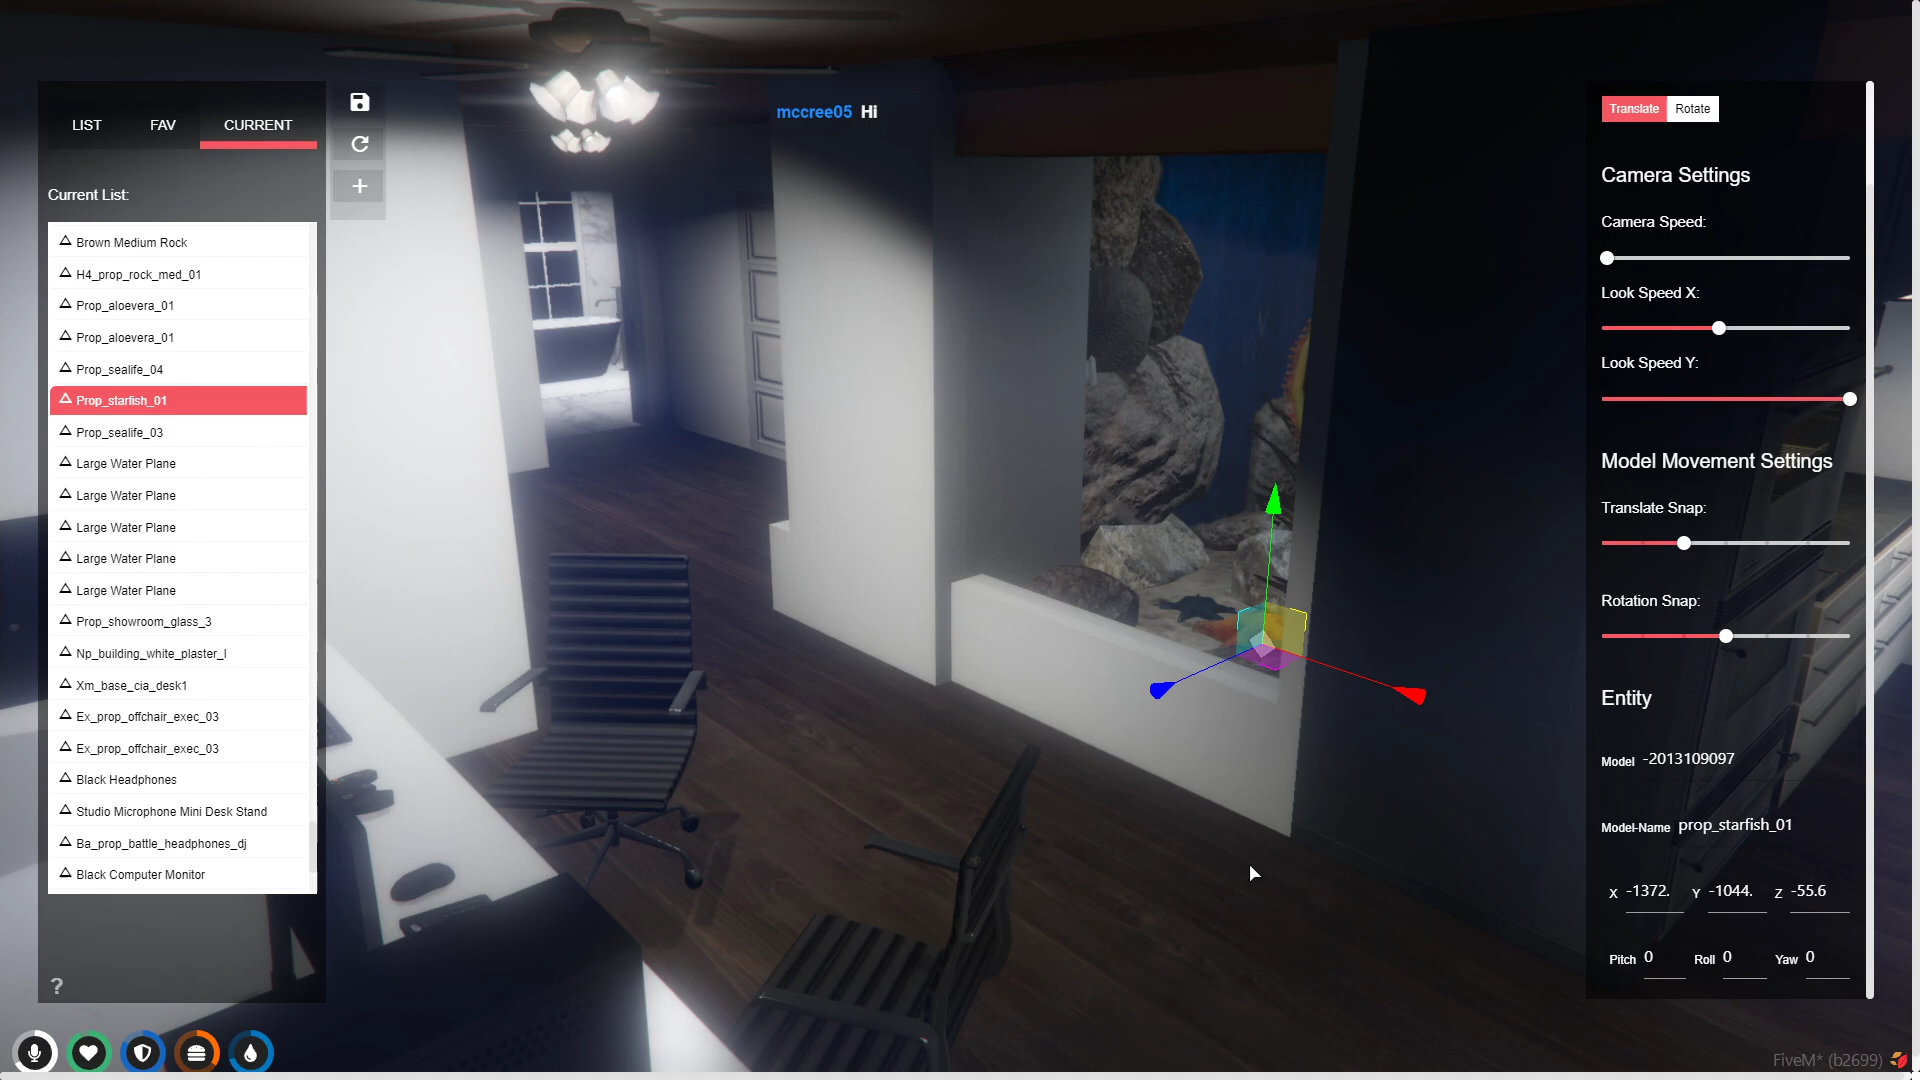 LIST FAV CURRENT
Current List:
Brown Medium Rock
H4_prop_rock_med_01
Prop_aloevera_01
Prop_aloevera_01
Prop_sealife_04
Prop_starfish_01
Prop_sealife_03
Large Water Plane
Large Water Plane
Large Water Plane
Large Water Plane
Large Water Plane
Prop_showroom_glass_3
Np_building_white_plaster_l
Xm_base_cia_desk1
Ex_prop_offchair_exec_03
Ex_prop_offchair_exec_03
Black Headphones
Studio Microphone Mini Desk Stand
Ba_prop_battle_headphones_dj
Black Computer Monitor
?
mccree05 Hi
Translate Rotate
Camera Settings
Camera Speed:
Look Speed X:
Look Speed Y:
Model Movement Settings
Translate Snap:
Rotation Snap:
Entity
Model -2013109097
Model-Name prop_starfish_01
X -1372. Y -1044. Z -55.6
Pitch 0 Roll 0 Yaw 0
FiveM* (b2699)